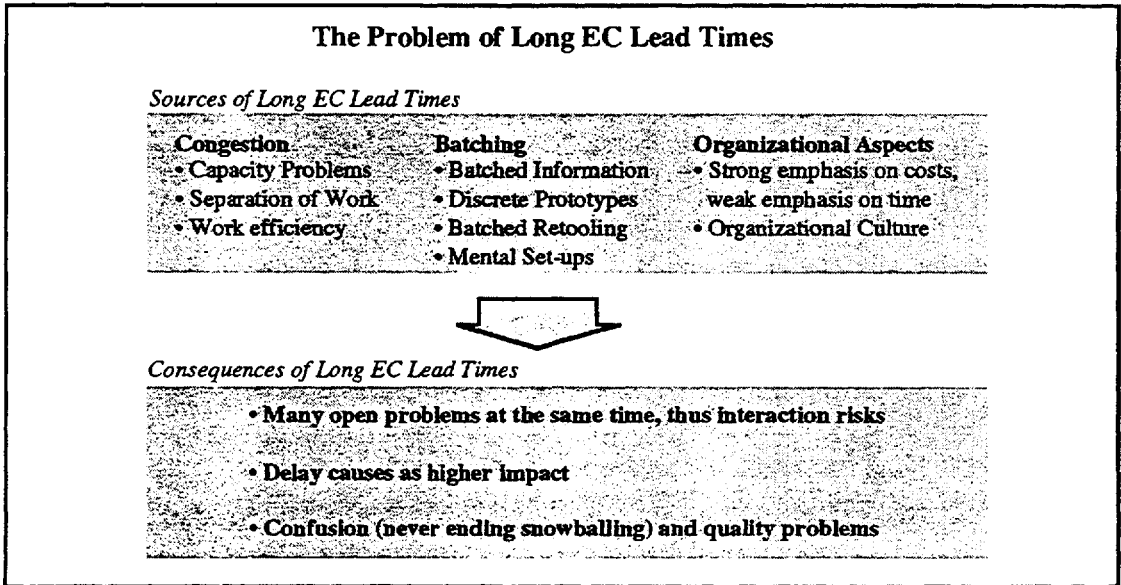 The Problem of Long EC Lead Times
Sources of Long EC Lead Times
Congestion
• Capacity Problems
• Separation of Work
• Work efficiency
Batching
• Batched Information
• Discrete Prototypes
• Batched Retooling
• Mental Set-ups
Organizational Aspects
• Strong emphasis on costs,
weak emphasis on time
• Organizational Culture
Consequences of Long EC Lead Times
• Many open problems at the same time, thus interaction risks
• Delay causes as higher impact
• Confusion (never ending snowballing) and quality problems